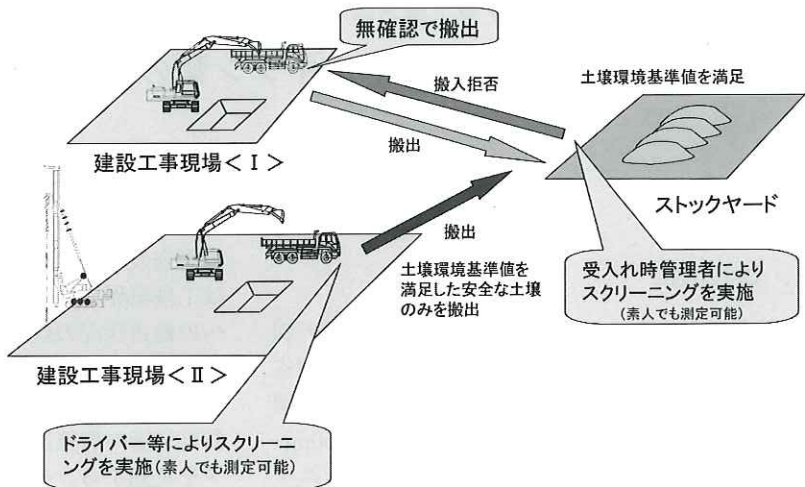 無確認で搬出
搬入拒否
搬出
土壌環境基準値を満足
建設工事現場＜Ⅰ＞
ストックヤード
搬出
土壌環境基準値を
満足した安全な土壌
のみを搬出
受入れ時管理者により
スクリーニングを実施
(素人でも測定可能)
建設工事現場＜Ⅱ＞
ドライバー等によりスクリーニ
ングを実施(素人でも測定可能)